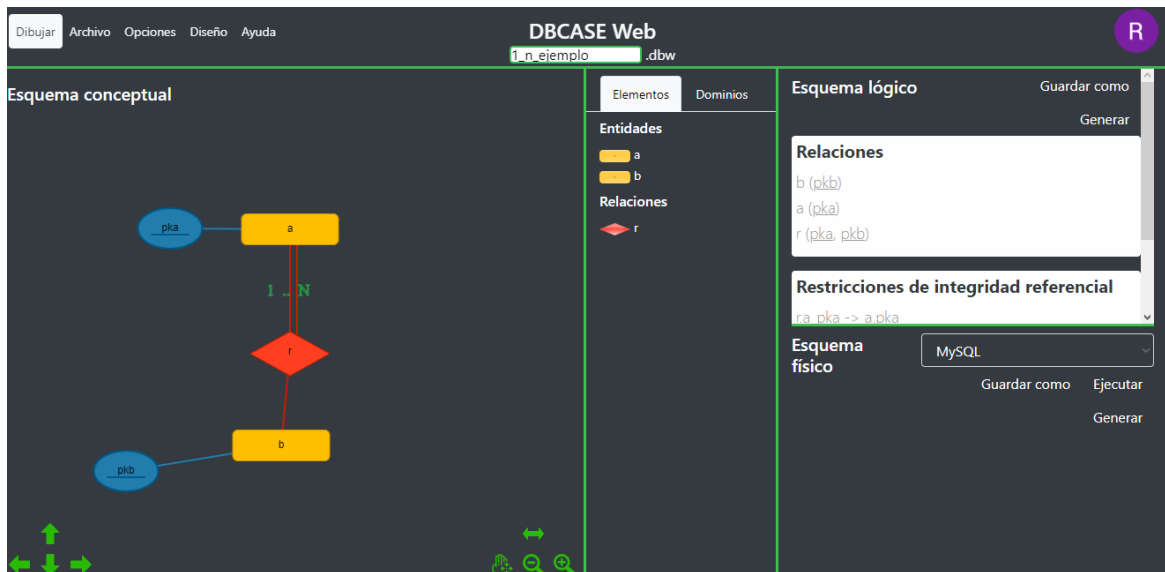 Dibujar Archivo Opciones Diseño Ayuda
DBCASE Web
1_n_ejemplo .dbw
R
Esquema conceptual
pka
a
1 .. N
r
b
pkb
Elementos Dominios
Entidades
a
b
Relaciones
r
Esquema lógico
Guardar como
Generar
Relaciones
b (pkb)
a (pka)
r (pka, pkb)
Restricciones de integridad referencial
r.a_pka -> a.pka
Esquema
físico
MySQL
Guardar como Ejecutar
Generar